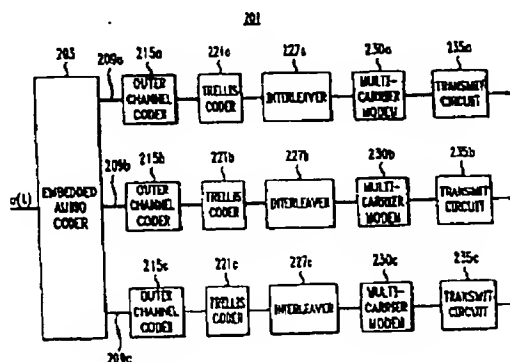 201
203
209a
215a
221a
227a
230a
235a
OUTER CHANNEL CODER
TRELLIS CODER
INTERLEAVER
MULTI-CARRIER MODEM
TRANSMIT CIRCUIT
a(t)
EMBEDDED AUDIO CODER
209b
215b
221b
227b
230b
235b
OUTER CHANNEL CODER
TRELLIS CODER
INTERLEAVER
MULTI-CARRIER MODEM
TRANSMIT CIRCUIT
209c
215c
221c
227c
230c
235c
OUTER CHANNEL CODER
TRELLIS CODER
INTERLEAVER
MULTI-CARRIER MODEM
TRANSMIT CIRCUIT